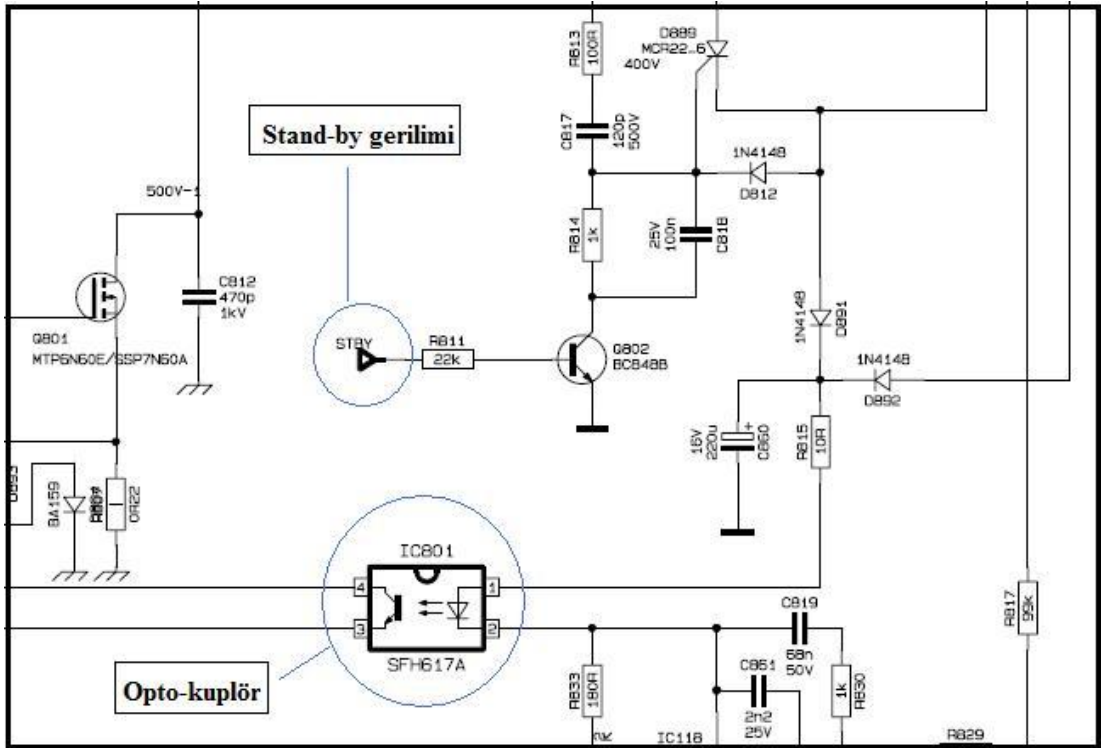 R813
100R
D889
MCR22-6
400V
C817
120p
500V
Stand-by gerilimi
1N4148
D812
500V-1
R814
1k
25V
100n
C818
C812
470p
1kV
1N4148
D891
Q801
MTP6N60E/SSP7N60A
STBY
R811
22k
Q802
BC848B
1N4148
D892
16V
220u
+
C860
R815
10R
D893
BA159
0R22
IC801
4
1
3
2
SFH617A
C819
68n
50V
R817
99k
Opto-kuplör
R833
180R
C861
2n2
25V
1k
R830
IC118
R829